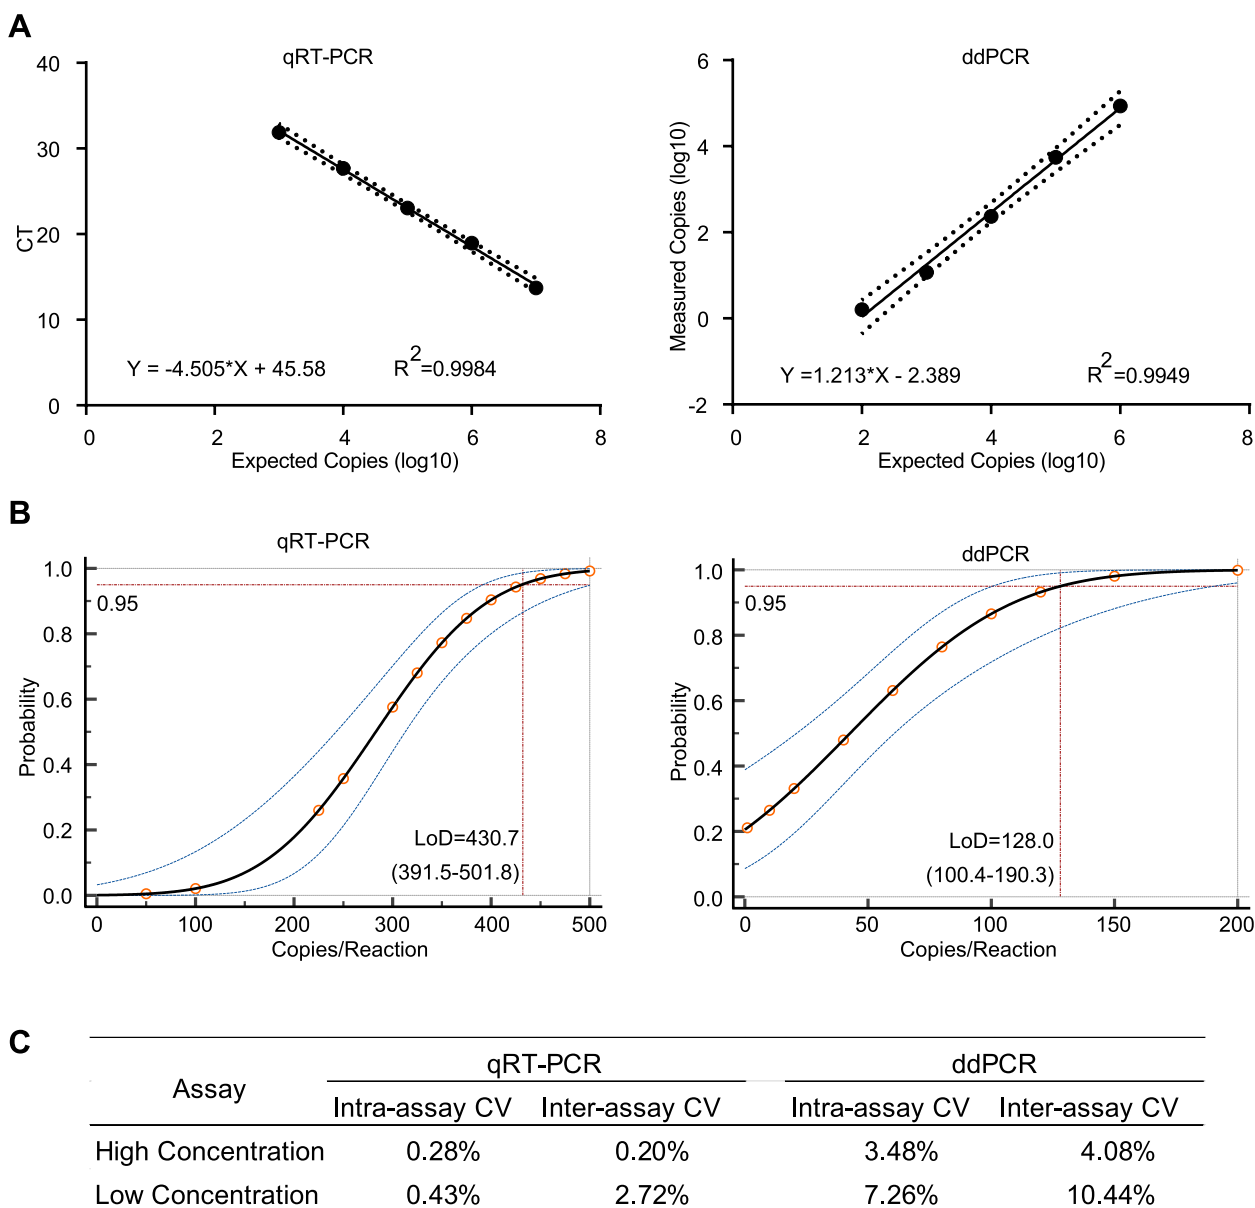 A
qRT-PCR
40
30
20
10
0
CT
0 2 4 6 8
Expected Copies (log10)
Y = -4.505*X + 45.58
R2=0.9984
ddPCR
6
4
2
0
-2
Measured Copies (log10)
0 2 4 6 8
Expected Copies (log10)
Y =1.213*X - 2.389
R2=0.9949
B
qRT-PCR
1.0
0.95
0.8
0.6
0.4
0.2
0.0
Probability
LoD=430.7
(391.5-501.8)
0 100 200 300 400 500
Copies/Reaction
ddPCR
1.0
0.95
0.8
0.6
0.4
0.2
0.0
Probability
LoD=128.0
(100.4-190.3)
0 50 100 150 200
Copies/Reaction
C
Assay qRT-PCR ddPCR
Intra-assay CV Inter-assay CV Intra-assay CV Inter-assay CV
High Concentration 0.28% 0.20% 3.48% 4.08%
Low Concentration 0.43% 2.72% 7.26% 10.44%